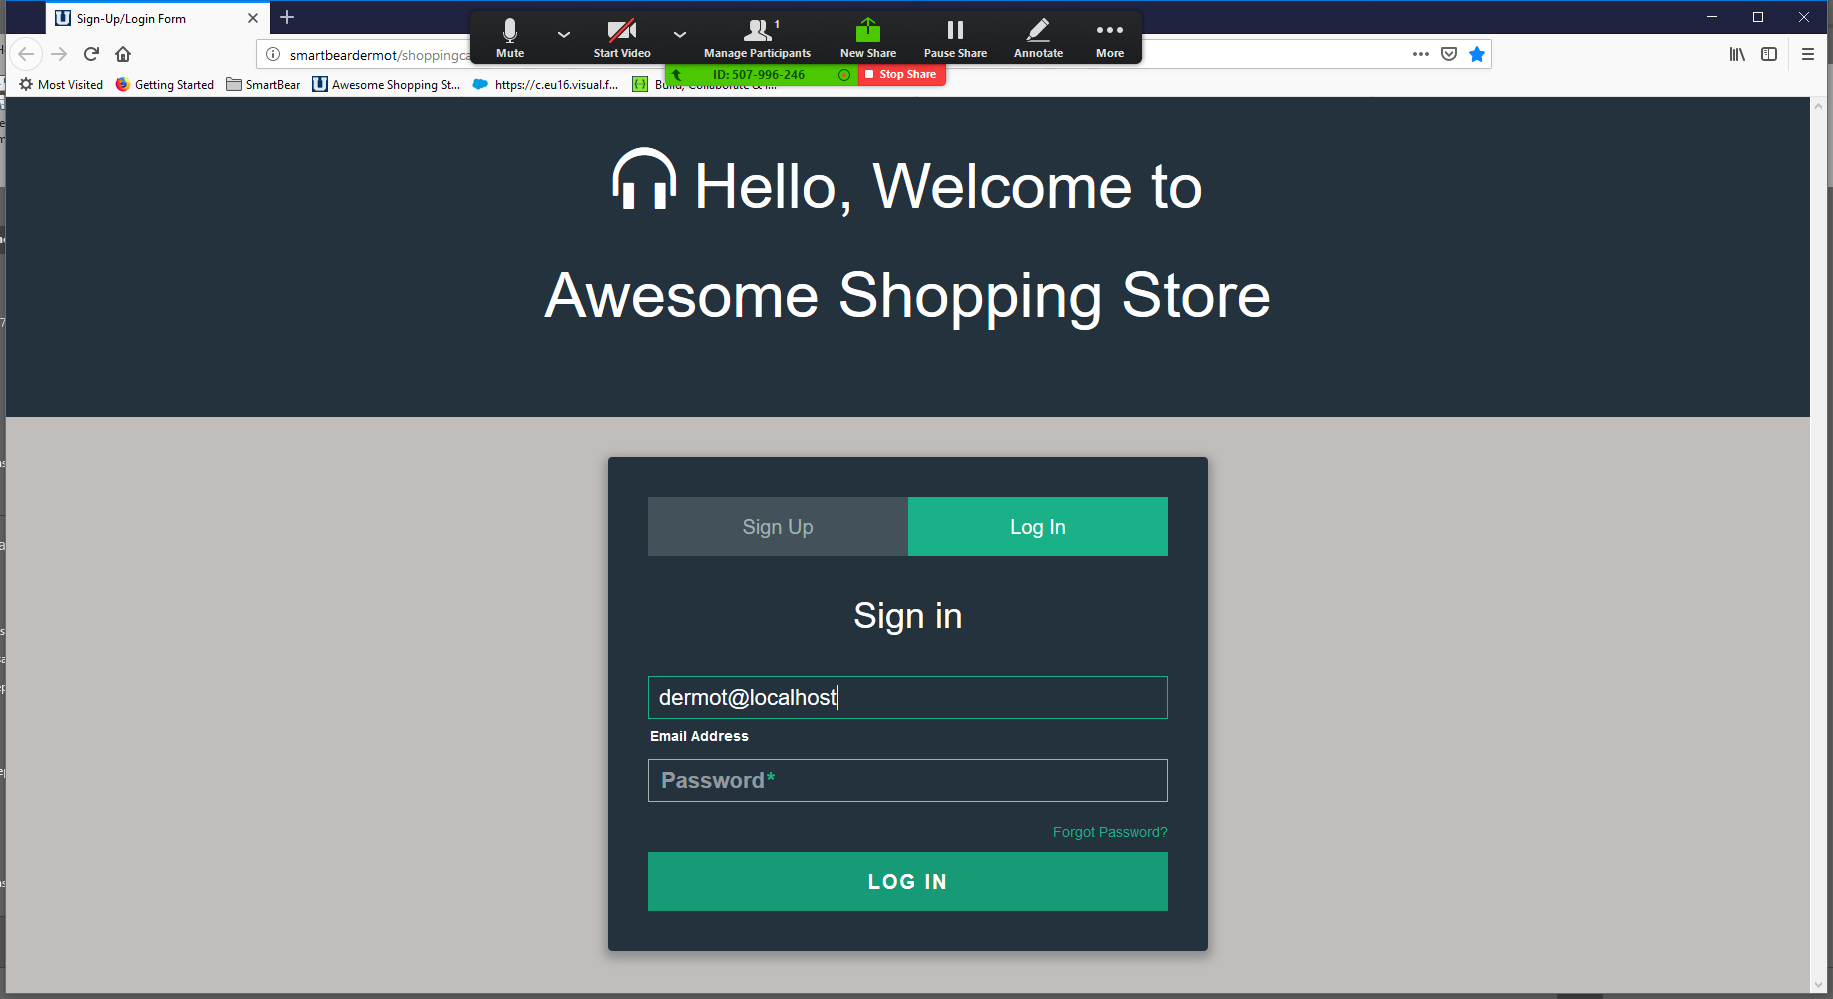 Sign-Up/Login Form
Mute
Start Video
Manage Participants
1
New Share
Pause Share
Annotate
More
smartbeardermot/shoppingca
ID: 507-996-246
Stop Share
Most Visited
Getting Started
SmartBear
Awesome Shopping St...
https://c.eu16.visual.f...
Hello, Welcome to
Awesome Shopping Store
Sign Up
Log In
Sign in
dermot@localhost
Email Address
Password*
Forgot Password?
LOG IN